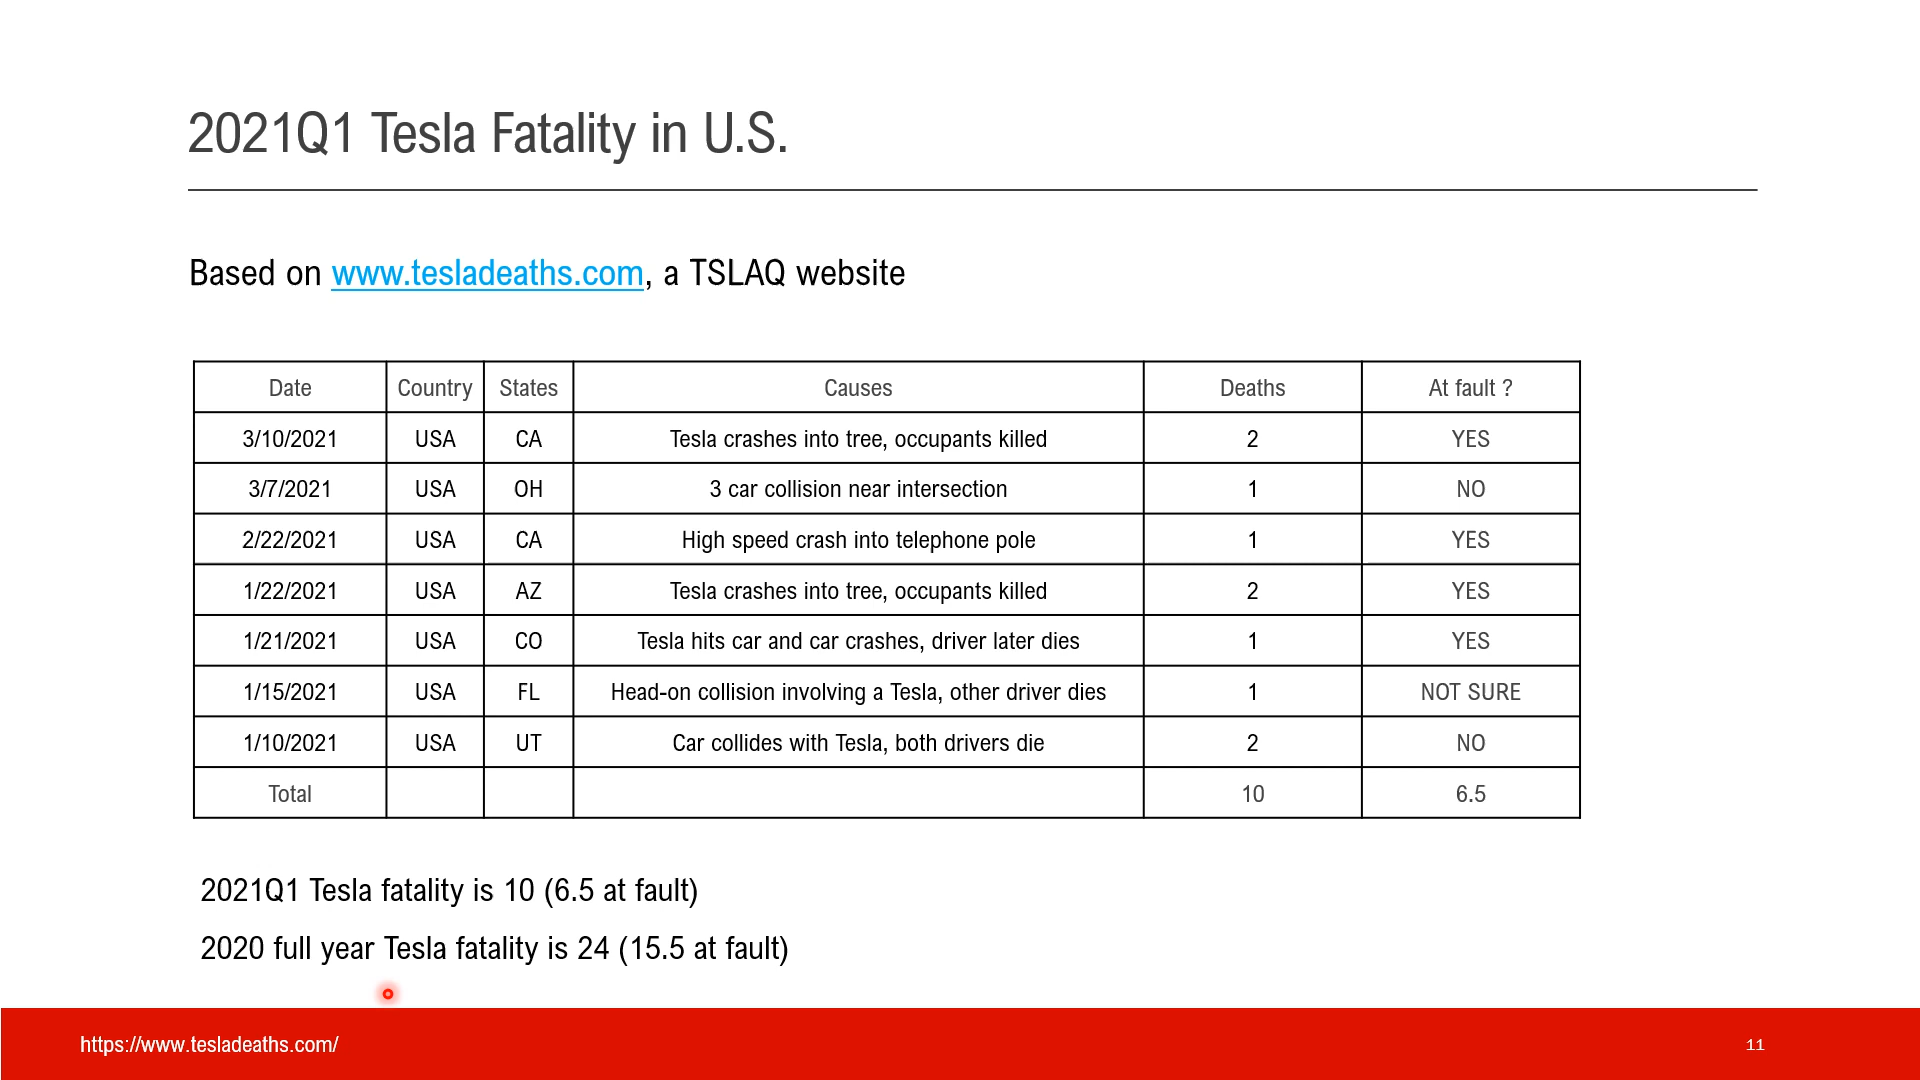 2021Q1 Tesla Fatality in U.S.
Based on www.tesladeaths.com, a TSLAQ website
Date Country States Causes Deaths At fault ?
3/10/2021 USA CA Tesla crashes into tree, occupants killed 2 YES
3/7/2021 USA OH 3 car collision near intersection 1 NO
2/22/2021 USA CA High speed crash into telephone pole 1 YES
1/22/2021 USA AZ Tesla crashes into tree, occupants killed 2 YES
1/21/2021 USA CO Tesla hits car and car crashes, driver later dies 1 YES
1/15/2021 USA FL Head-on collision involving a Tesla, other driver dies 1 NOT SURE
1/10/2021 USA UT Car collides with Tesla, both drivers die 2 NO
Total 10 6.5
2021Q1 Tesla fatality is 10 (6.5 at fault)
2020 full year Tesla fatality is 24 (15.5 at fault)
https://www.tesladeaths.com/ 11